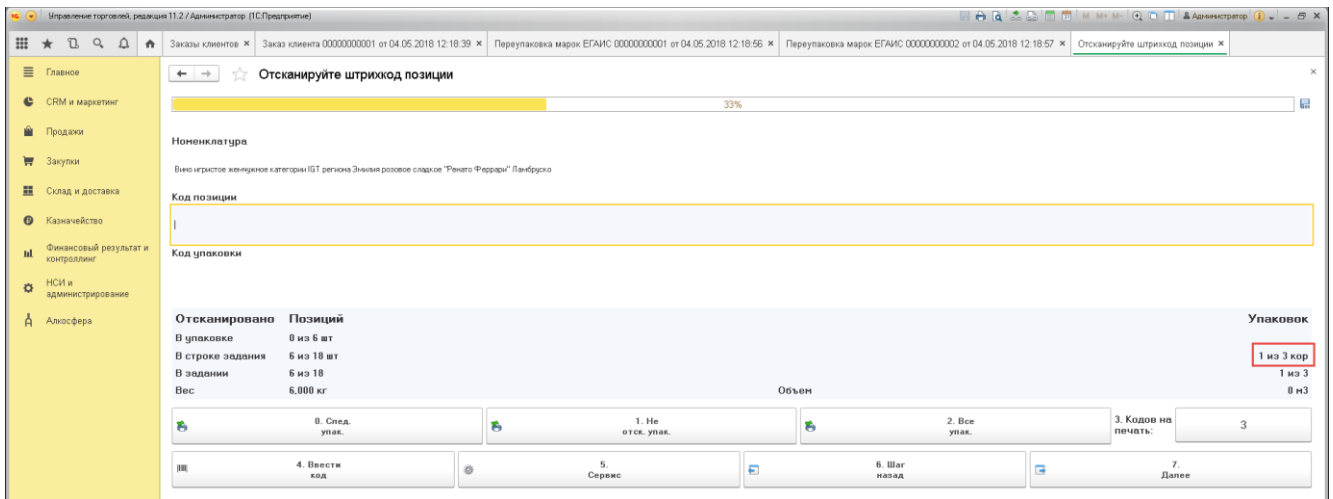 Управление торговлей, редакция 11.2 / Администратор (1С:Предприятие)
M M+ M-
Администратор
Заказы клиентов ×
Заказ клиента 00000000001 от 04.05.2018 12:18:39 ×
Переупаковка марок ЕГАИС 00000000001 от 04.05.2018 12:18:56 ×
Переупаковка марок ЕГАИС 00000000002 от 04.05.2018 12:18:57 ×
Отсканируйте штрихкод позиции ×
Главное
CRM и маркетинг
Продажи
Закупки
Склад и доставка
Казначейство
Финансовый результат и
контроллинг
НСИ и
администрирование
Алкосфера
Отсканируйте штрихкод позиции
33%
Номенклатура
Вино игристое жемчужное категории IGT региона Эмилия розовое сладкое "Ренато Феррари" Ламбруско
Код позиции
Код упаковки
Отсканировано Позиций Упаковок
В упаковке 0 из 6 шт
В строке задания 6 из 18 шт 1 из 3 кор
В задании 6 из 18 1 из 3
Вес 6,000 кг Объем 0 м3
0. След.
упак.
1. Не
отск. упак.
2. Все
упак.
3. Кодов на
печать:
3
4. Ввести
код
5.
Сервис
6. Шаг
назад
7.
Далее